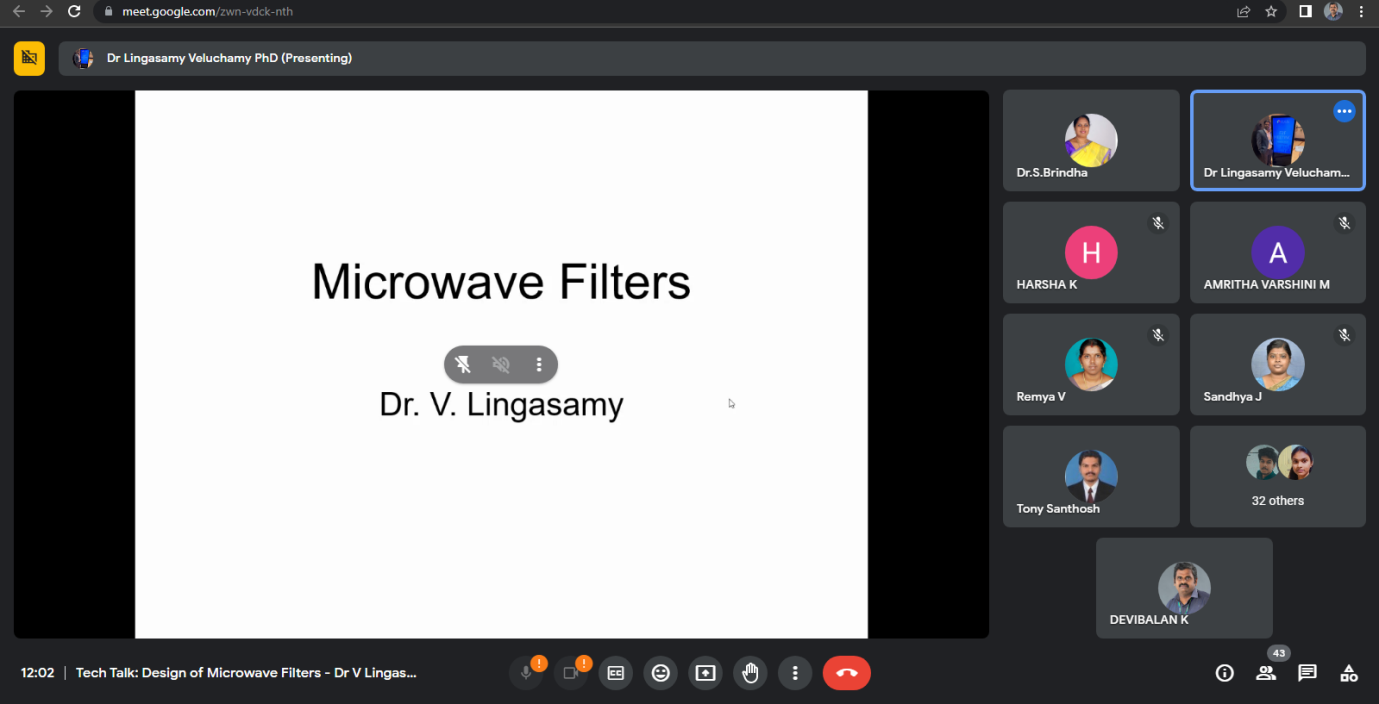 meet.google.com/zwn-vdck-nth
Dr Lingasamy Veluchamy PhD (Presenting)
Microwave Filters
Dr. V. Lingasamy
Dr.S.Brindha
Dr Lingasamy Velucham...
H
HARSHA K
A
AMRITHA VARSHINI M
Remya V
Sandhya J
Tony Santhosh
32 others
DEVIBALAN K
12:02 | Tech Talk: Design of Microwave Filters - Dr V Lingas...
43